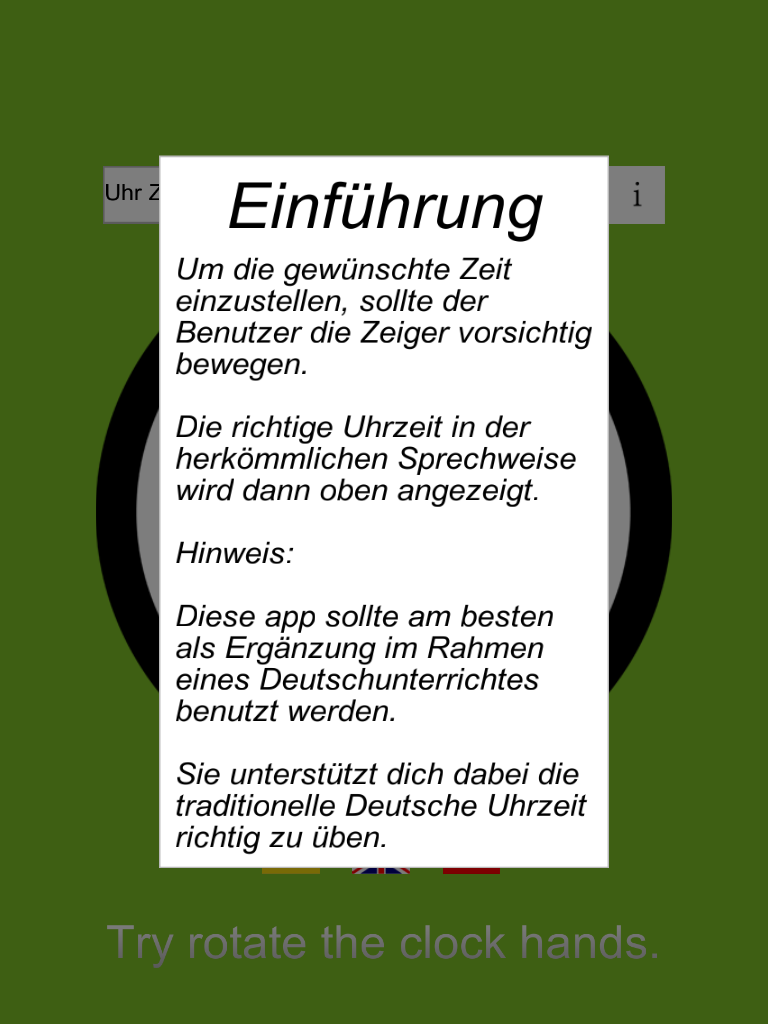 Uhr Z
i
Einführung
Um die gewünschte Zeit
einzustellen, sollte der
Benutzer die Zeiger vorsichtig
bewegen.
Die richtige Uhrzeit in der
herkömmlichen Sprechweise
wird dann oben angezeigt.
Hinweis:
Diese app sollte am besten
als Ergänzung im Rahmen
eines Deutschunterrichtes
benutzt werden.
Sie unterstützt dich dabei die
traditionelle Deutsche Uhrzeit
richtig zu üben.
Try rotate the clock hands.